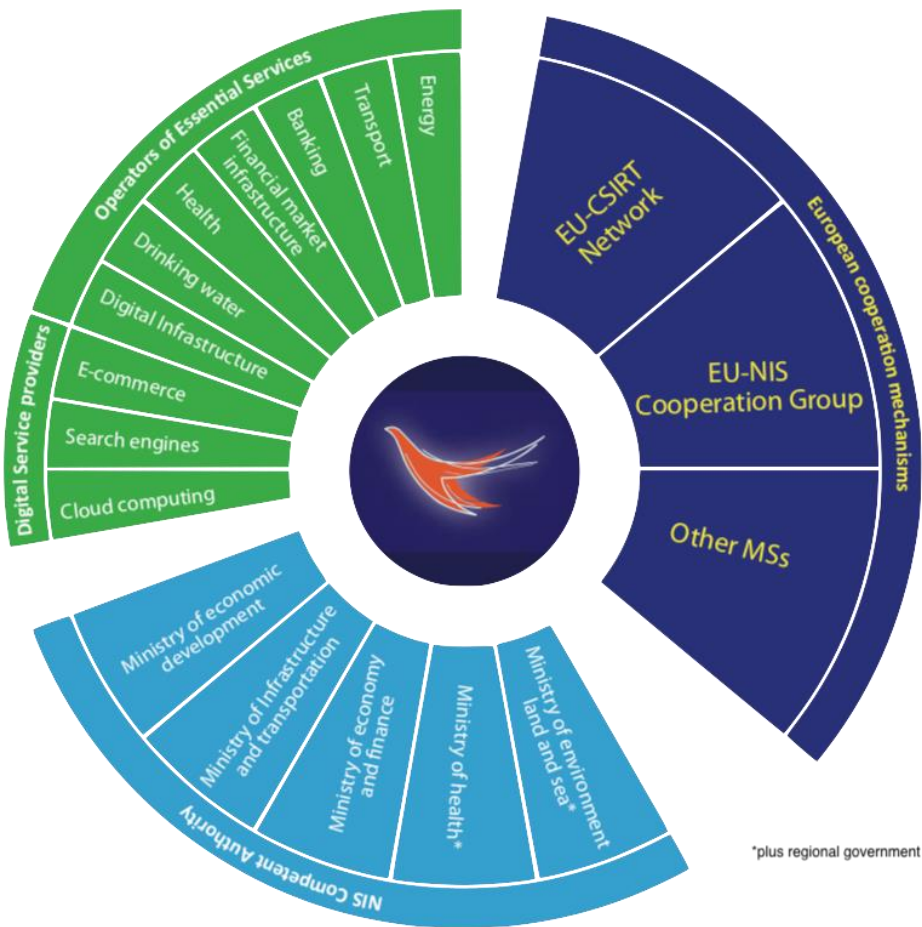 Operators of Essential Services
Energy
Transport
Banking
Financial market
infrastructure
Health
Drinking water
Digital Infrastructure
Digital Service providers
E-commerce
Search engines
Cloud computing
European cooperation mechanisms
EU-CSIRT
Network
EU-NIS
Cooperation Group
Other MSs
NIS Competent Authority
Ministry of economic
development
Ministry of Infrastructure
and transportation
Ministry of economy
and finance
Ministry of health*
Ministry of environment
land and sea*
*plus regional government